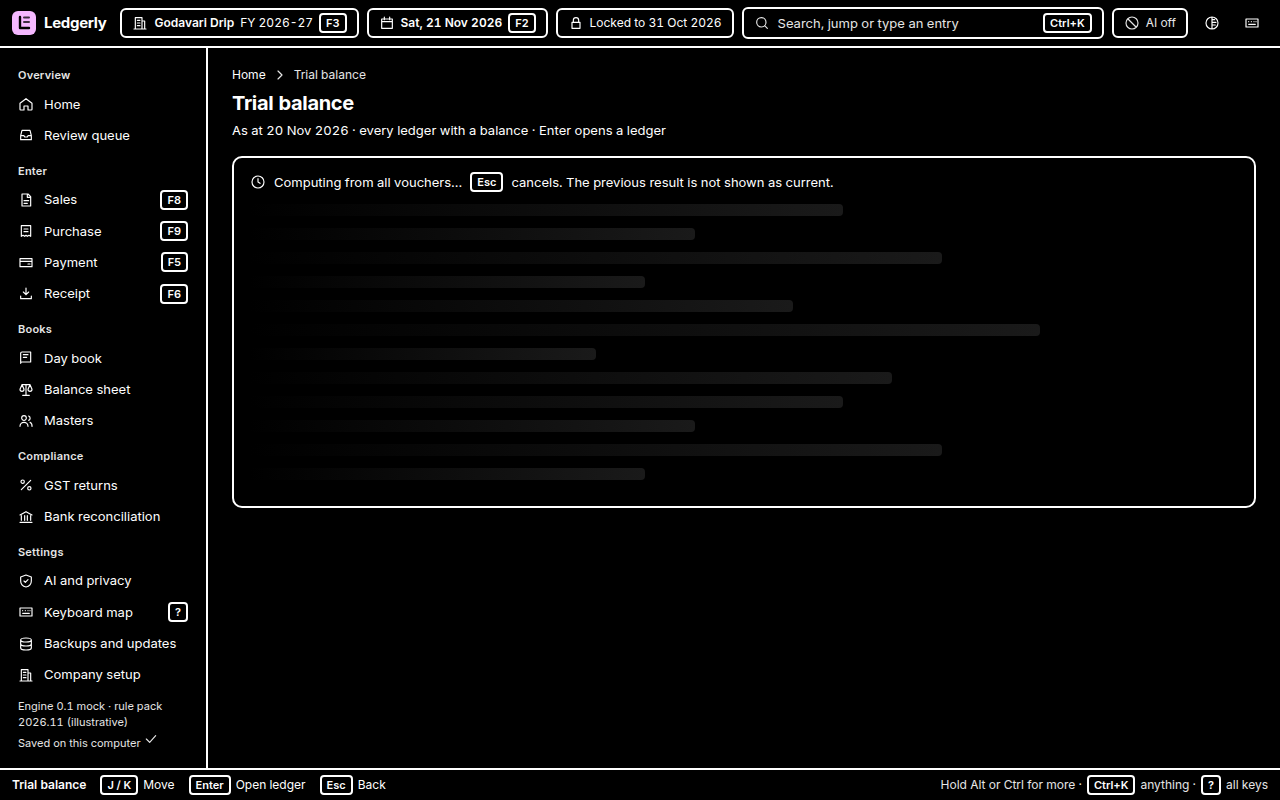 Ledgerly
Godavari Drip FY 2026-27 F3
Sat, 21 Nov 2026 F2
Locked to 31 Oct 2026
Search, jump or type an entry Ctrl+K
AI off
Overview
Home
Review queue
Enter
Sales F8
Purchase F9
Payment F5
Receipt F6
Books
Day book
Balance sheet
Masters
Compliance
GST returns
Bank reconciliation
Settings
AI and privacy
Keyboard map ?
Backups and updates
Company setup
Engine 0.1 mock · rule pack
2026.11 (illustrative)
Saved on this computer
Home > Trial balance
Trial balance
As at 20 Nov 2026 · every ledger with a balance · Enter opens a ledger
Computing from all vouchers... Esc cancels. The previous result is not shown as current.
Trial balance J / K Move Enter Open ledger Esc Back
Hold Alt or Ctrl for more · Ctrl+K anything · ? all keys